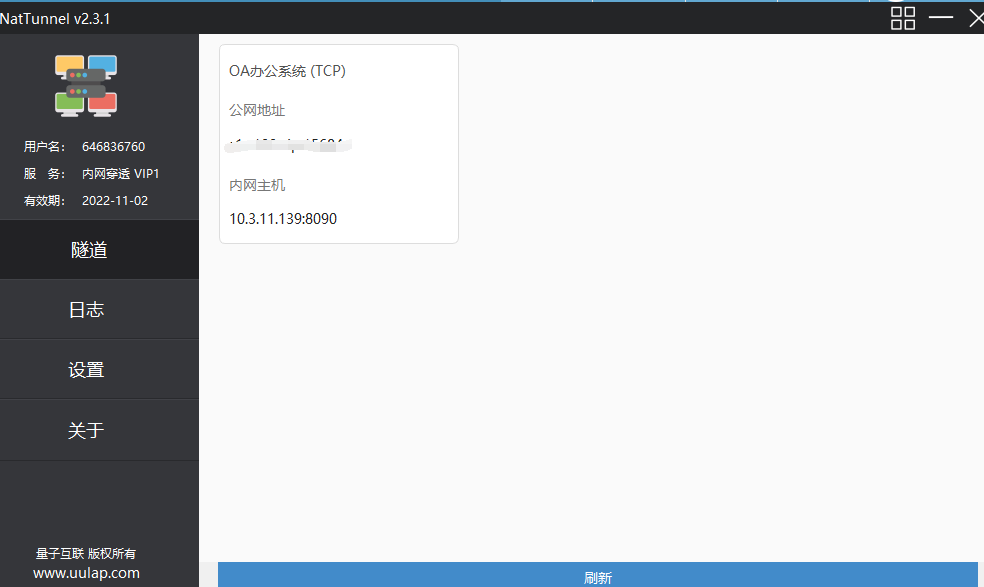 NatTunnel v2.3.1
用户名： 646836760
服 务： 内网穿透 VIP1
有效期： 2022-11-02
隧道
日志
设置
关于
量子互联 版权所有
www.uulap.com
OA办公系统 (TCP)
公网地址
内网主机
10.3.11.139:8090
刷新